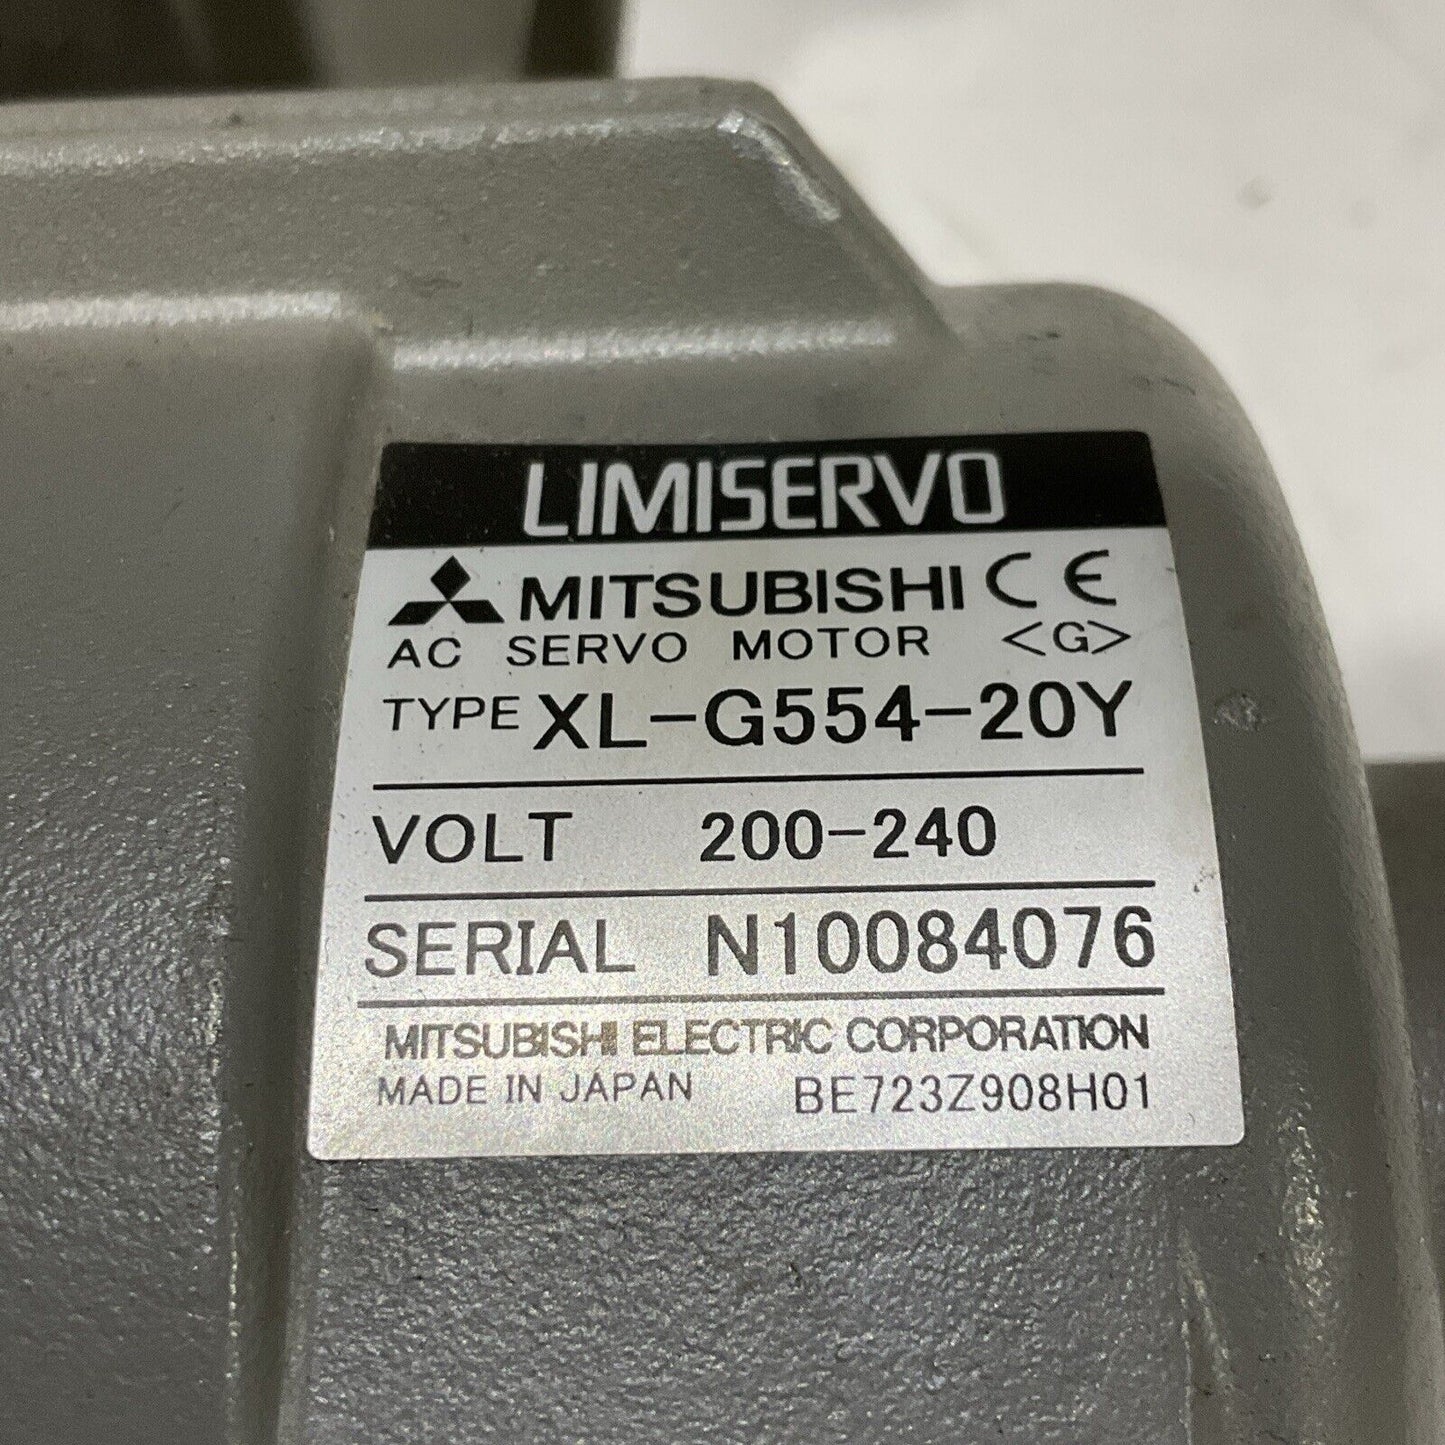 LIMISERVO
MITSUBISHI CE
AC SERVO MOTOR <G>
TYPE XL-G554-20Y
VOLT 200-240
SERIAL N10084076
MITSUBISHI ELECTRIC CORPORATION
MADE IN JAPAN BE723Z908H01